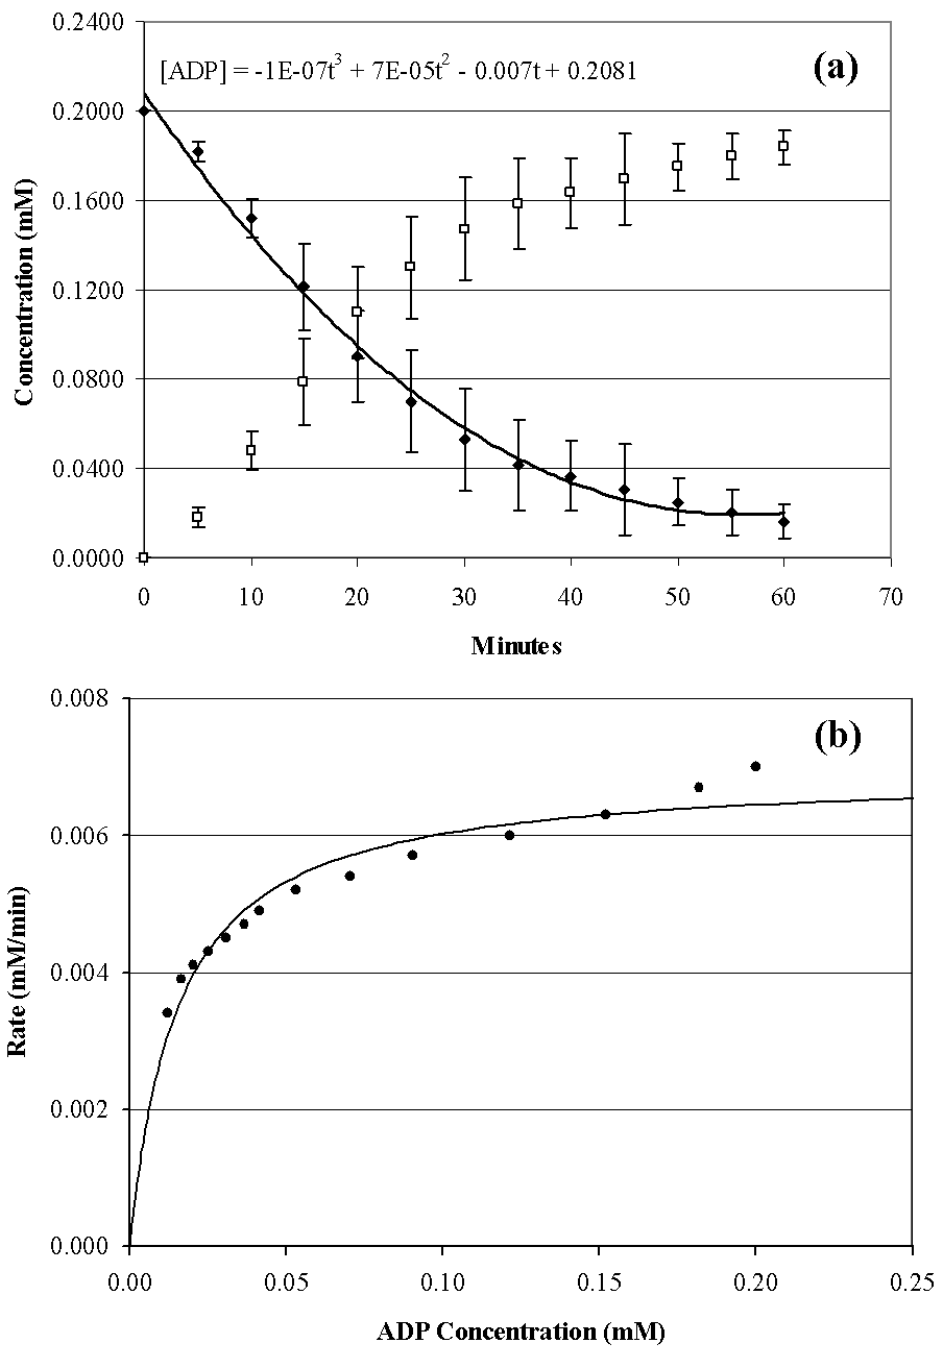 0.2400
(a)
[ADP] = -1E-07t³ + 7E-05t² - 0.007t + 0.2081
0.2000
0.1600
0.1200
0.0800
0.0400
0.0000
Concentration (mM)
0 10 20 30 40 50 60 70
Minutes
0.008
(b)
0.006
0.004
0.002
0.000
Rate (mM/min)
0.00 0.05 0.10 0.15 0.20 0.25
ADP Concentration (mM)